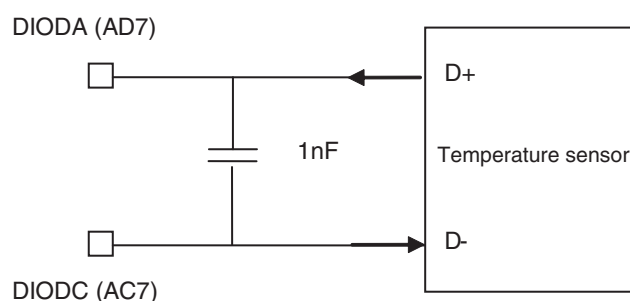 DIODA (AD7)
D+
1nF
Temperature sensor
D-
DIODC (AC7)